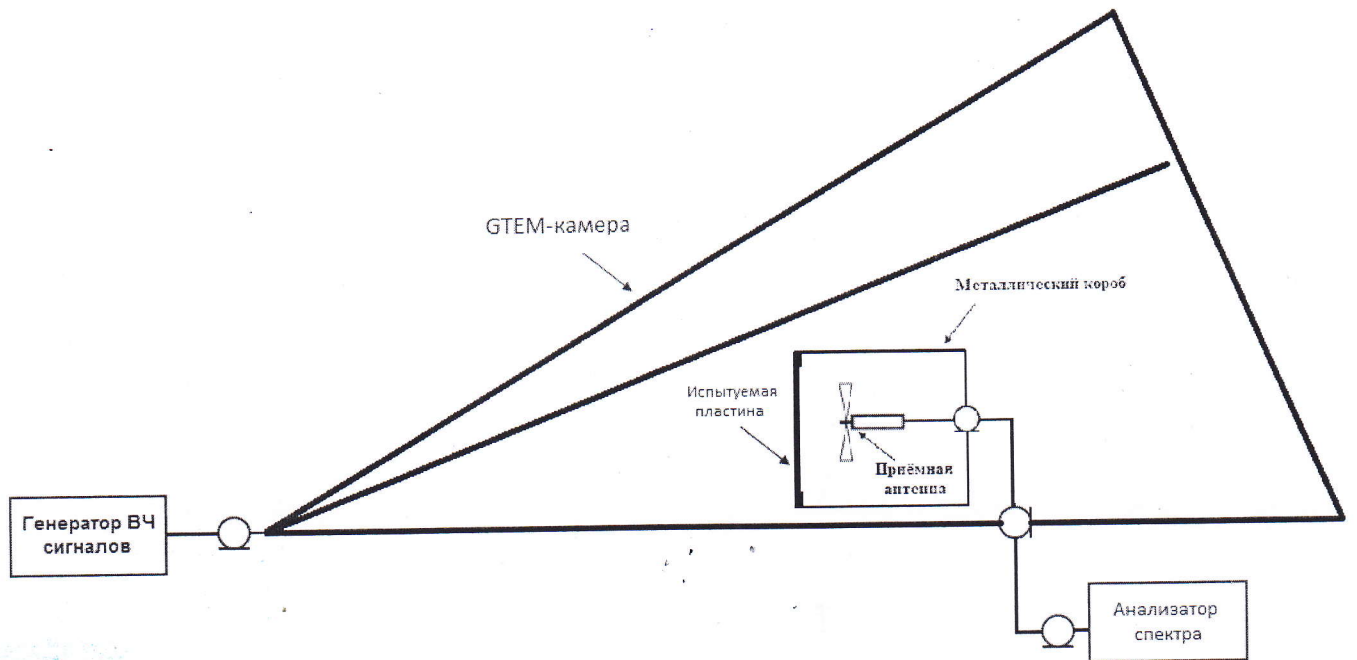 GTEM-камера
Металлический короб
Испытуемая
пластина
Приёмная
антенна
Генератор ВЧ
сигналов
Анализатор
спектра